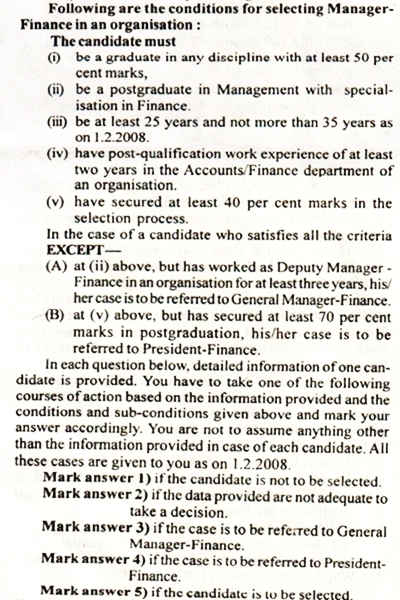 Following are the conditions for selecting Manager-
Finance in an organisation :
The candidate must
(i) be a graduate in any discipline with at least 50 per
cent marks,
(ii) be a postgraduate in Management with special-
isation in Finance.
(iii) be at least 25 years and not more than 35 years as
on 1.2.2008.
(iv) have post-qualification work experience of at least
two years in the Accounts/Finance department of
an organisation.
(v) have secured at least 40 per cent marks in the
selection process.
In the case of a candidate who satisfies all the criteria
EXCEPT—
(A) at (ii) above, but has worked as Deputy Manager -
Finance in an organisation for at least three years, his/
her case is to be referred to General Manager-Finance.
(B) at (v) above, but has secured at least 70 per cent
marks in postgraduation, his/her case is to be
referred to President-Finance.
In each question below, detailed information of one can-
didate is provided. You have to take one of the following
courses of action based on the information provided and the
conditions and sub-conditions given above and mark your
answer accordingly. You are not to assume anything other
than the information provided in case of each candidate. All
these cases are given to you as on 1.2.2008.
Mark answer 1) if the candidate is not to be selected.
Mark answer 2) if the data provided are not adequate to
take a decision.
Mark answer 3) if the case is to be referred to General
Manager-Finance.
Mark answer 4) if the case is to be referred to President-
Finance.
Mark answer 5) if the candidate is to be selected.